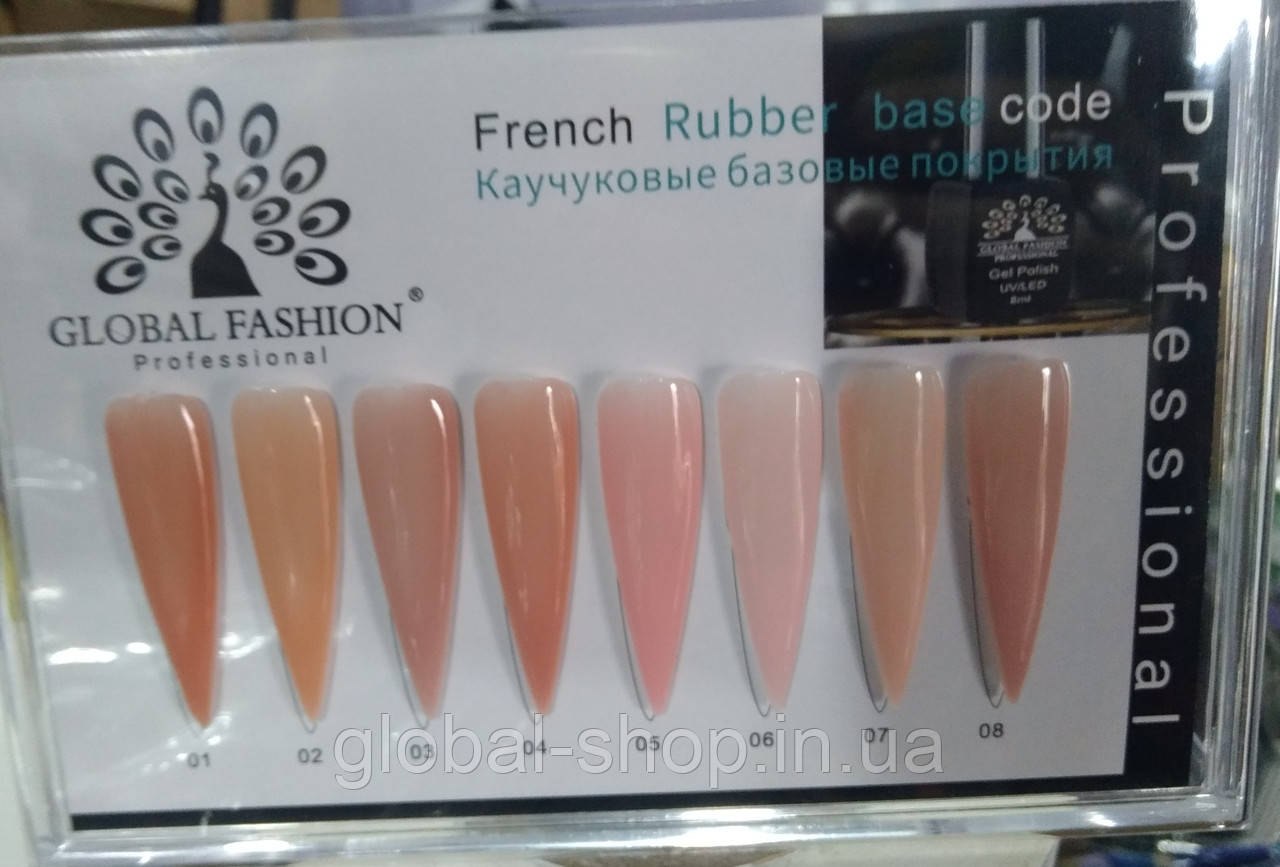 GLOBAL FASHION®
Professional
French Rubber base code
Каучуковые базовые покрытия
GLOBAL FASHION
PROFESSIONAL
Gel Polish
UV/LED
8ml
Professional
01 02 03 04 05 06 07 08
global-shop.in.ua